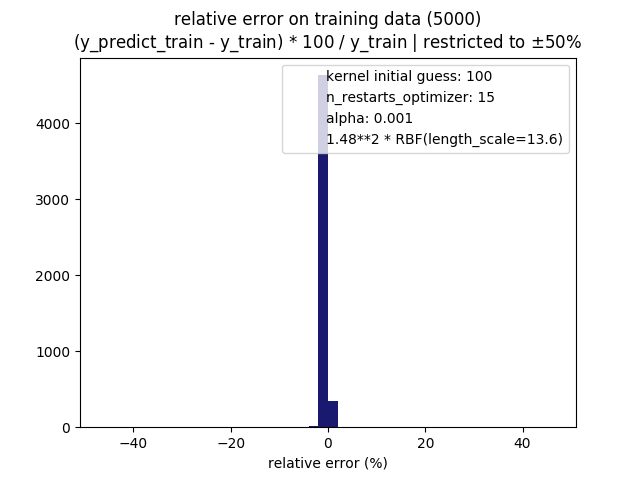 relative error on training data (5000)
(y_predict_train - y_train) * 100 / y_train | restricted to ±50%
kernel initial guess: 100
n_restarts_optimizer: 15
alpha: 0.001
1.48**2 * RBF(length_scale=13.6)
4000
3000
2000
1000
0
−40
−20
0
20
40
relative error (%)